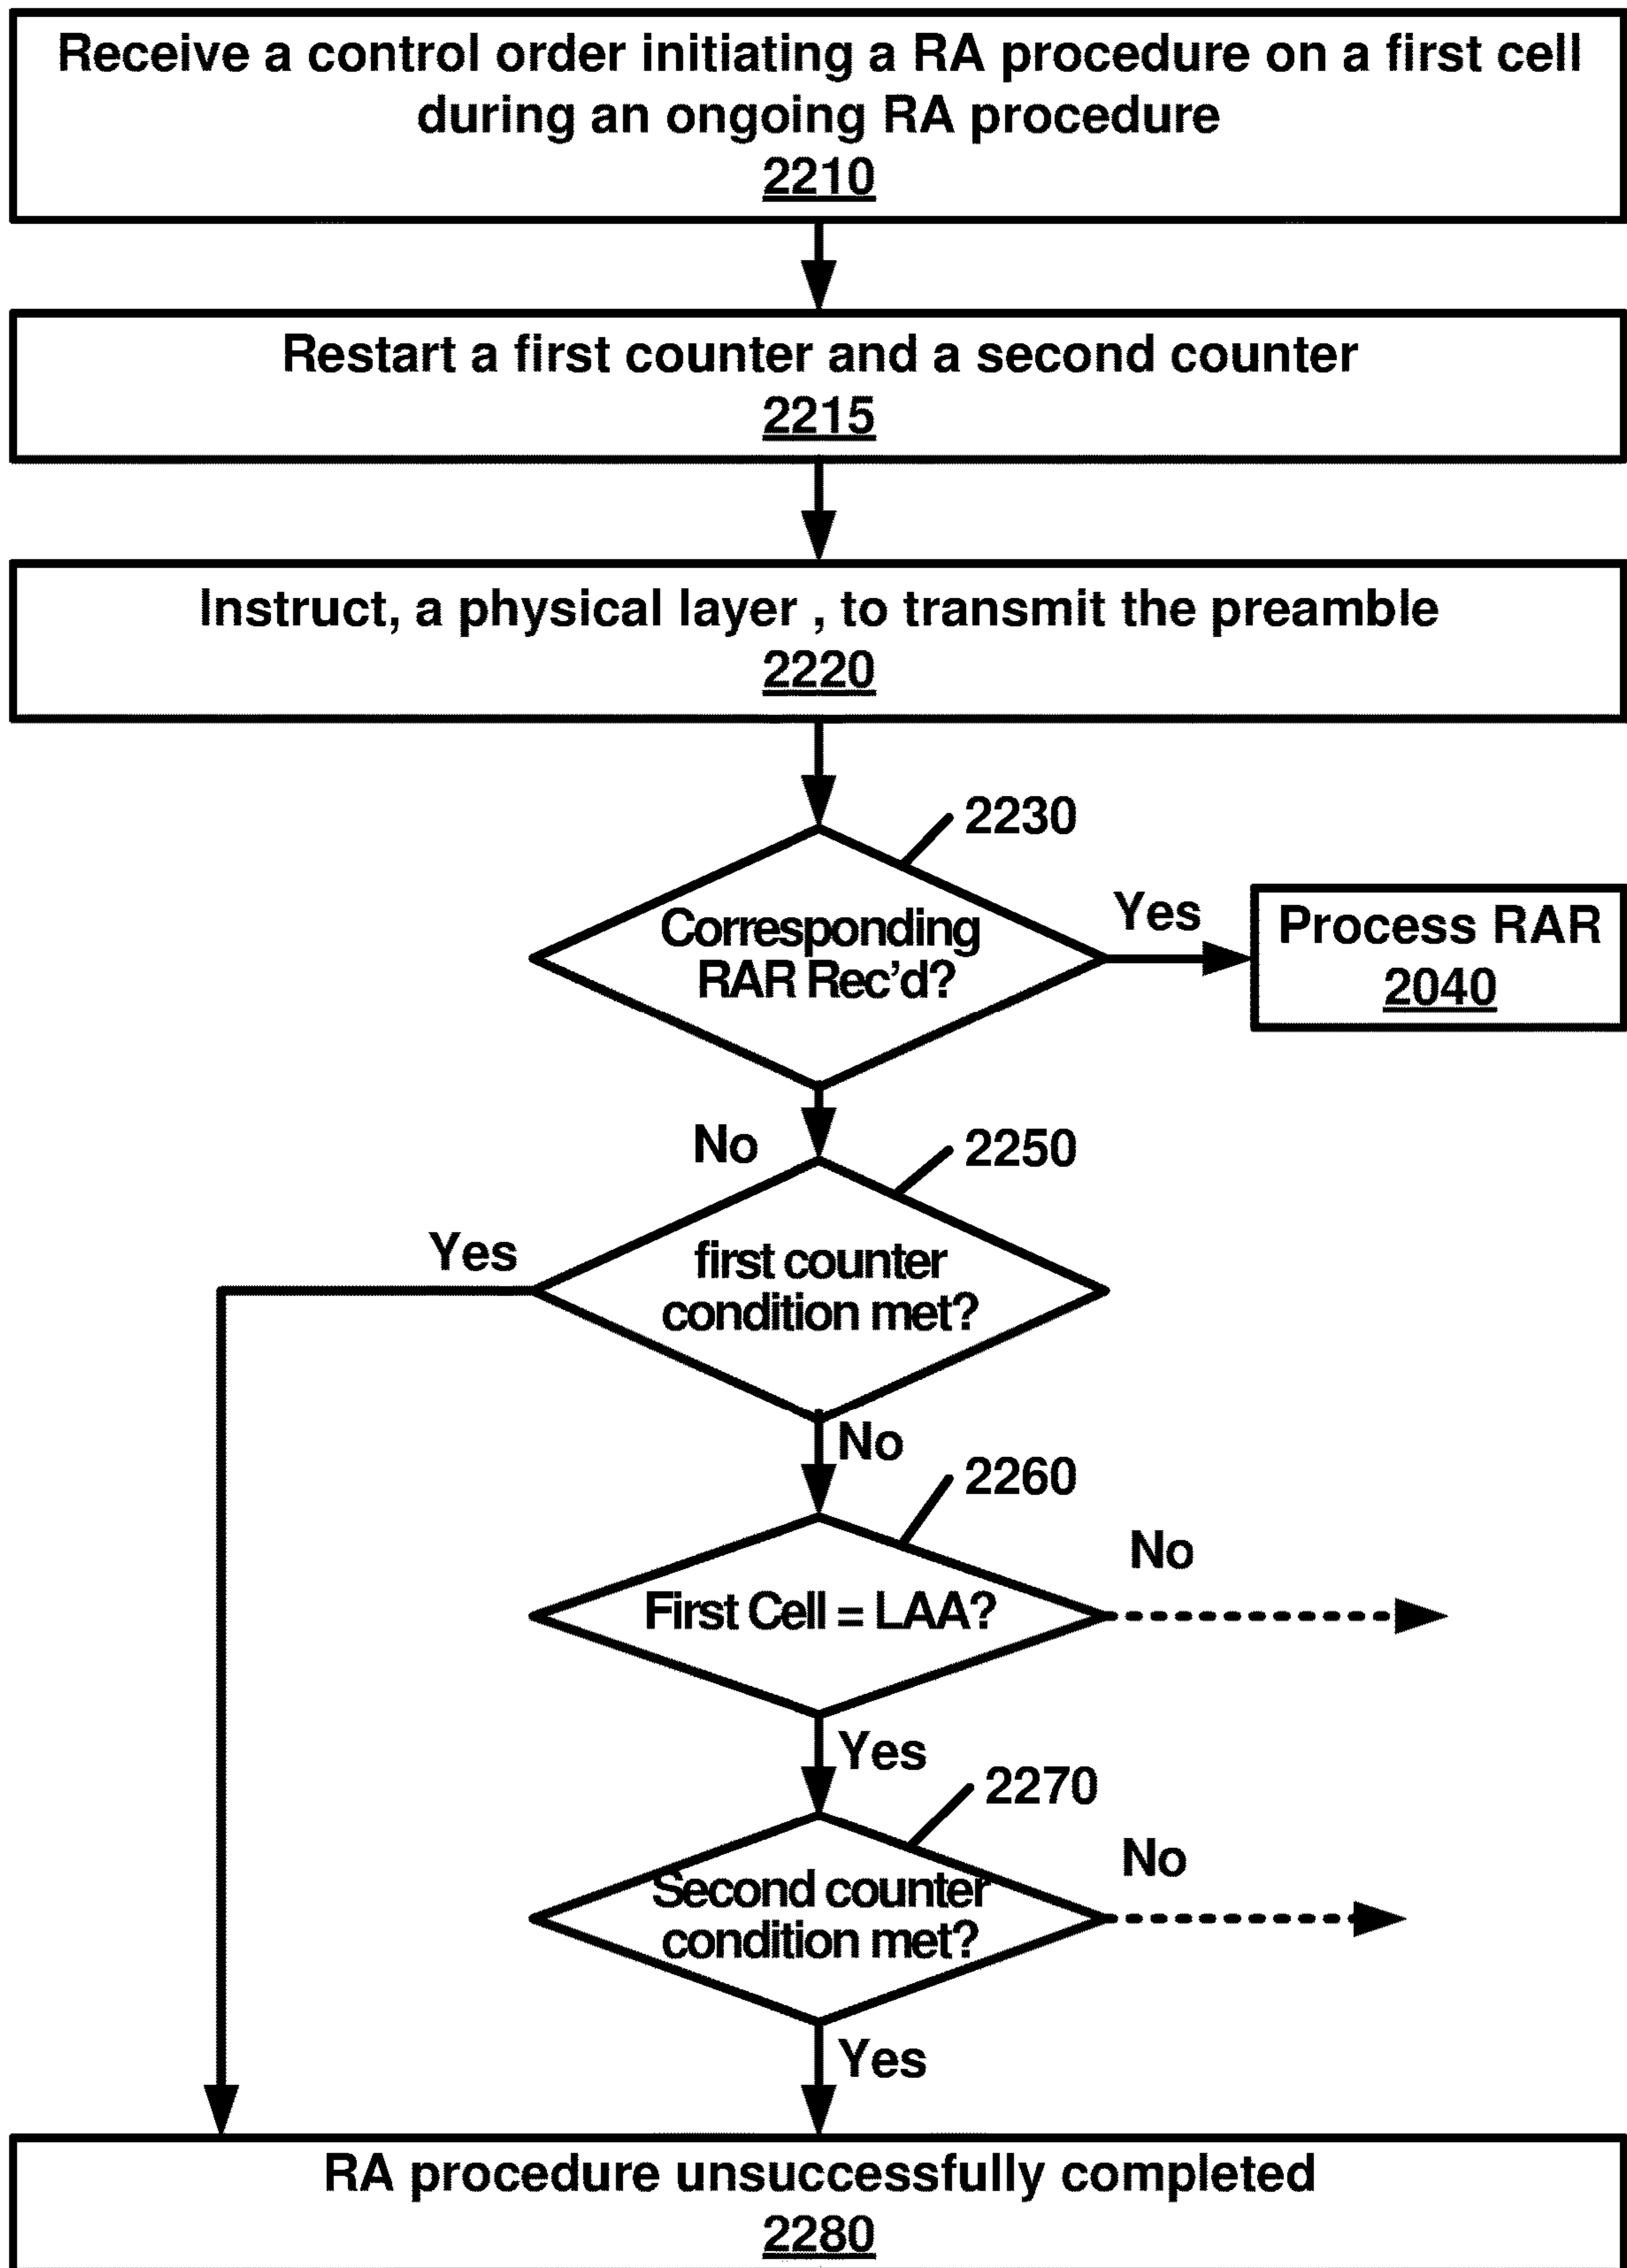 Receive a control order initiating a RA procedure on a first cell
during an ongoing RA procedure
2210
Restart a first counter and a second counter
2215
Instruct, a physical layer , to transmit the preamble
2220
2230
Corresponding
RAR Rec’d?
Yes
Process RAR
2040
No
2250
Yes
first counter
condition met?
No
2260
No
First Cell = LAA?
Yes
2270
No
Second counter
condition met?
Yes
RA procedure unsuccessfully completed
2280